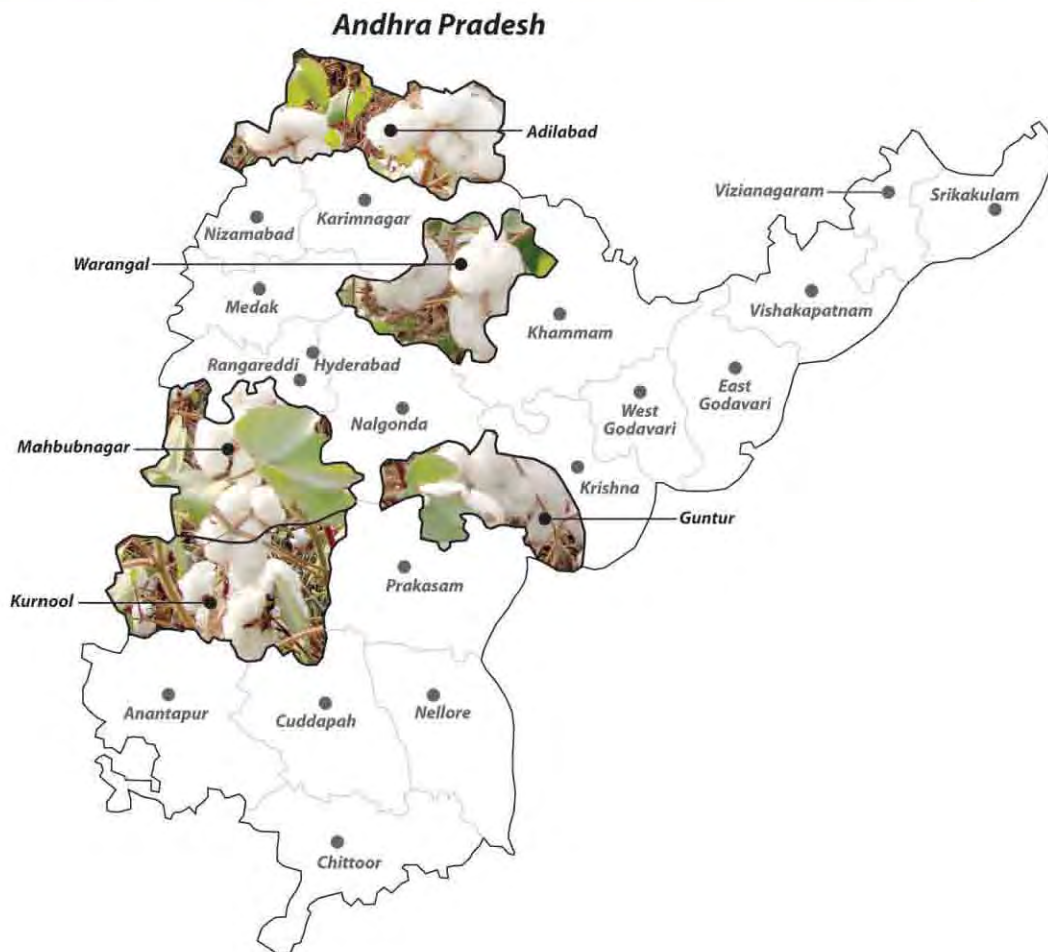 Andhra Pradesh
Adilabad
Vizianagaram
Srikakulam
Karimnagar
Nizamabad
Warangal
Medak
Vishakapatnam
Khammam
Rangareddi
Hyderabad
East
Godavari
West
Godavari
Nalgonda
Mahbubnagar
Krishna
Guntur
Prakasam
Kurnool
Anantapur
Cuddapah
Nellore
Chittoor